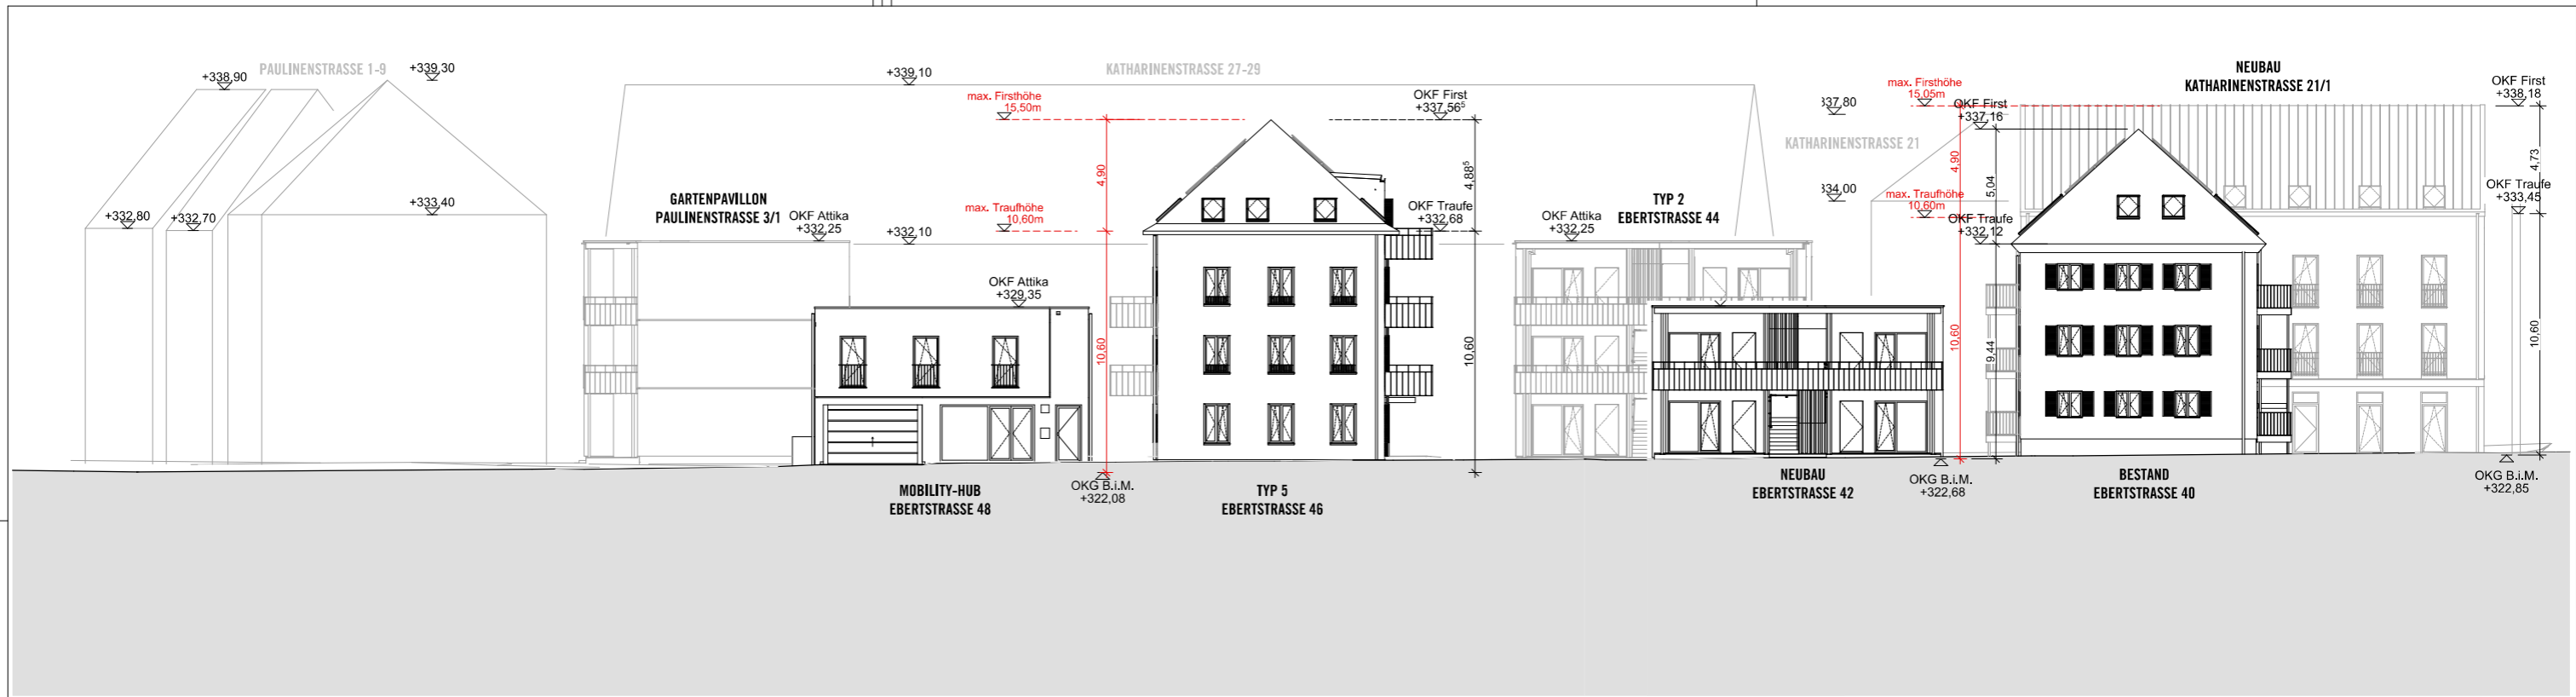 PAULINENSTRASSE 1-9
+338,90
+339,30
+332,80
+332,70
+333,40
KATHARINENSTRASSE 27-29
+339,10
GARTENPAVILLON
PAULINENSTRASSE 3/1
OKF Attika
+332,25
+332,10
OKF Attika
+329,35
MOBILITY-HUB
EBERTSTRASSE 48
max. Firsthöhe
15,50m
max. Traufhöhe
10,60m
4,90
10,60
OKG B.i.M.
+322,08
TYP 5
EBERTSTRASSE 46
OKF First
+337,56⁵
4,88⁵
OKF Traufe
+332,68
10,60
OKF Attika
+332,25
TYP 2
EBERTSTRASSE 44
337,80
KATHARINENSTRASSE 21
334,00
NEUBAU
EBERTSTRASSE 42
max. Firsthöhe
15,05m
max. Traufhöhe
10,60m
4,90
10,60
OKF First
+337,16
5,04
OKF Traufe
+332,12
9,44
OKG B.i.M.
+322,68
BESTAND
EBERTSTRASSE 40
NEUBAU
KATHARINENSTRASSE 21/1
OKF First
+338,18
4,73
OKF Traufe
+333,45
10,60
OKG B.i.M.
+322,85